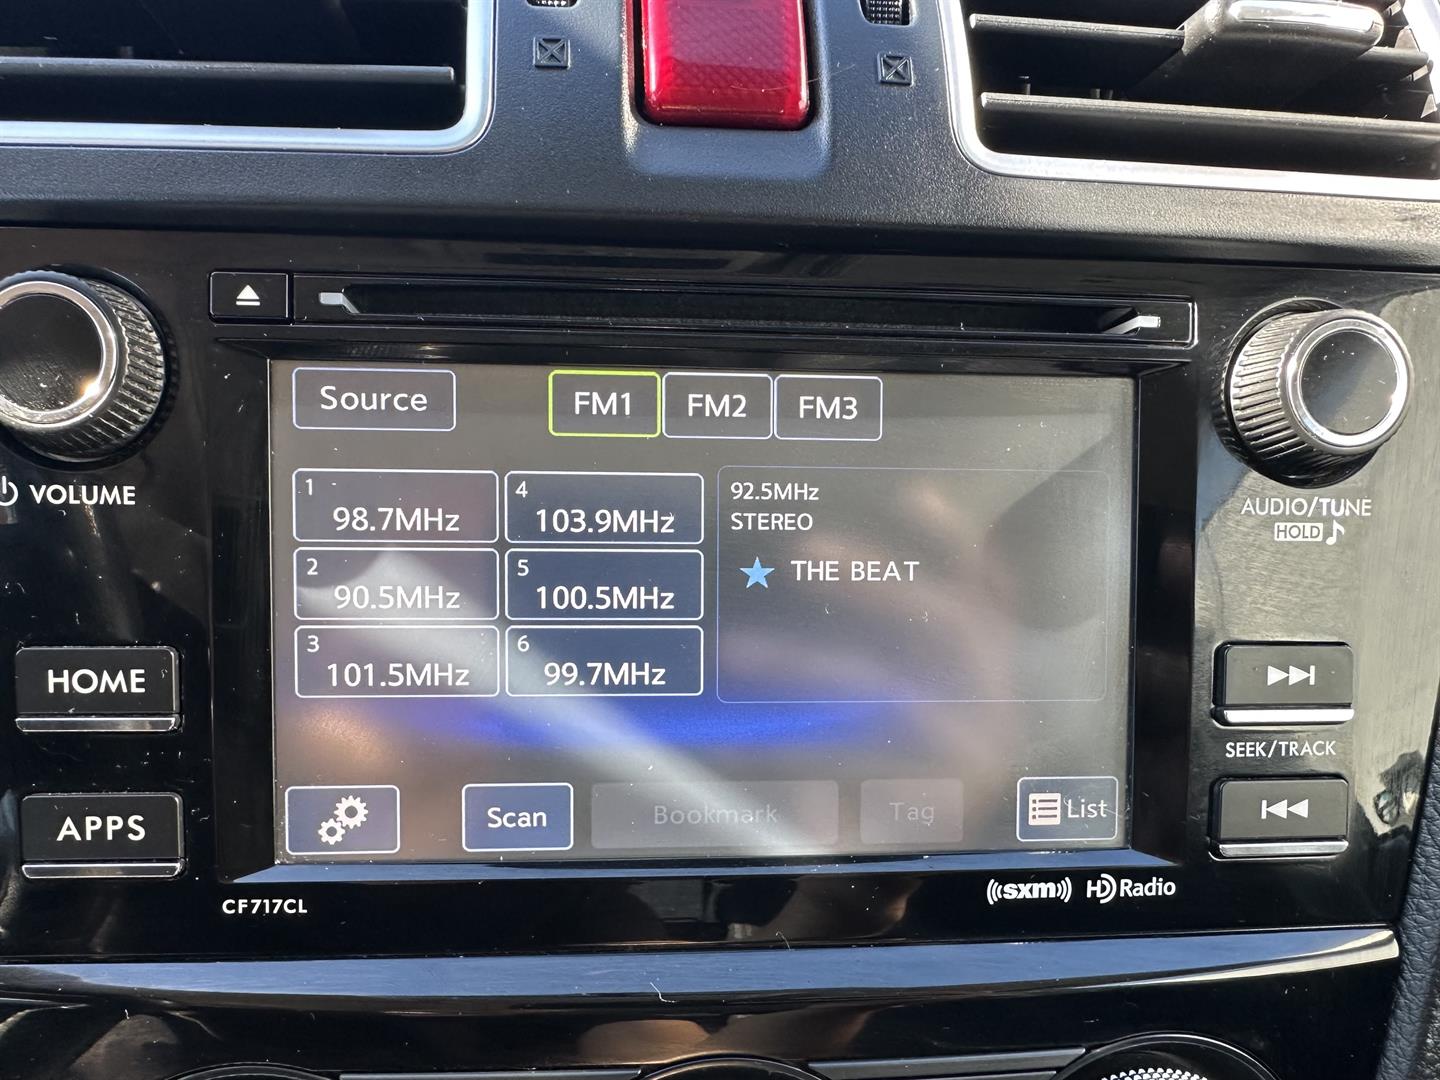 Source
FM1
FM2
FM3
1
98.7MHz
4
103.9MHz
2
90.5MHz
5
100.5MHz
3
101.5MHz
6
99.7MHz
92.5MHz
STEREO
THE BEAT
Scan
Bookmark
Tag
List
VOLUME
HOME
APPS
AUDIO/TUNE
HOLD
SEEK/TRACK
CF717CL
((sxm))
HD Radio